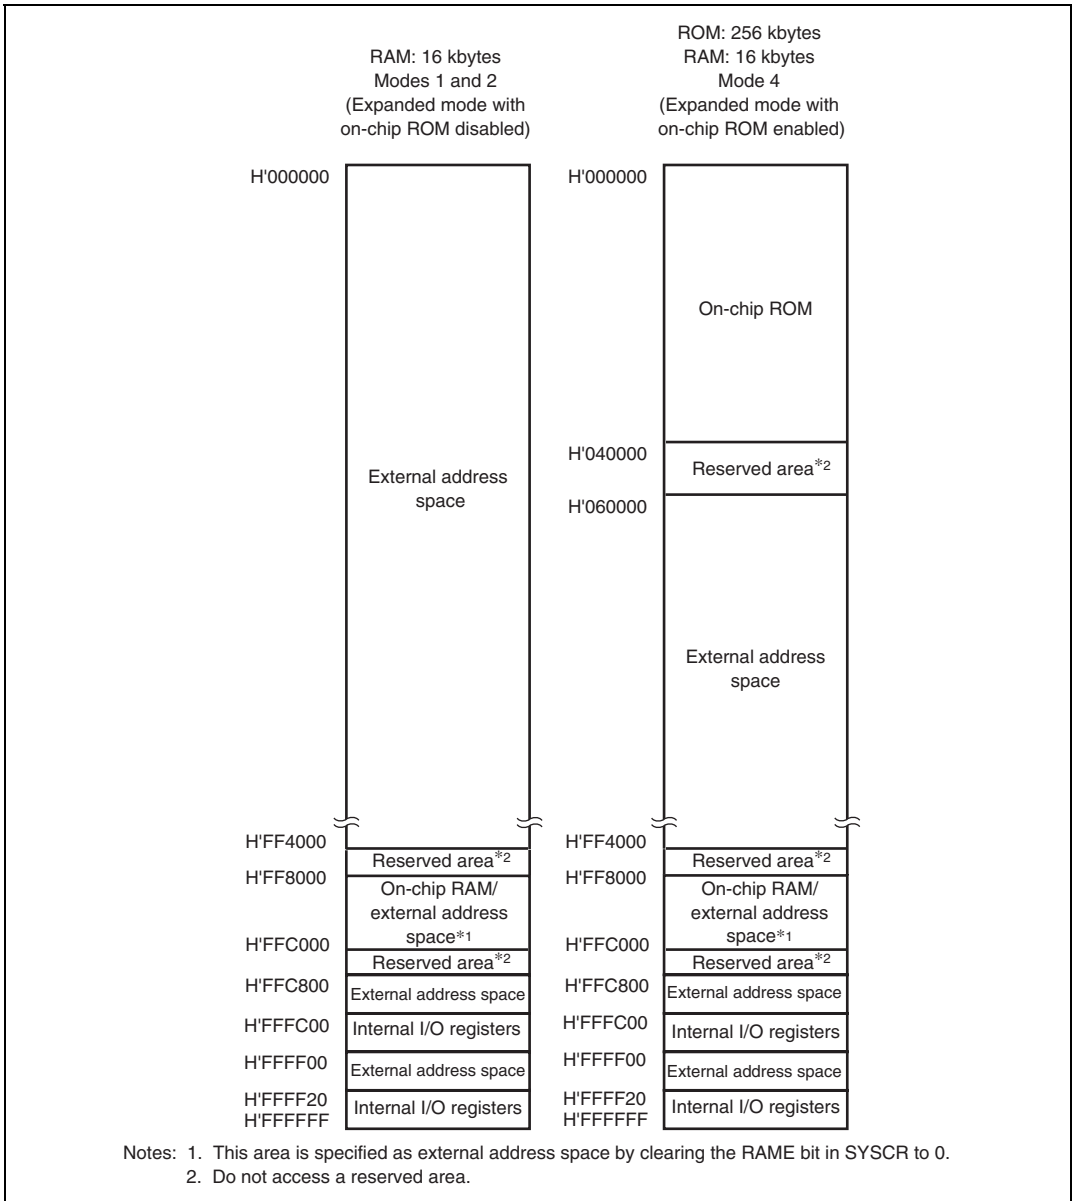 RAM: 16 kbytes
Modes 1 and 2
(Expanded mode with
on-chip ROM disabled)
H'000000
External address
space
H'FF4000
Reserved area*2
H'FF8000
On-chip RAM/
external address
space*1
H'FFC000
Reserved area*2
H'FFC800
External address space
H'FFFC00
Internal I/O registers
H'FFFF00
External address space
H'FFFF20
Internal I/O registers
H'FFFFFF
ROM: 256 kbytes
RAM: 16 kbytes
Mode 4
(Expanded mode with
on-chip ROM enabled)
H'000000
On-chip ROM
H'040000
Reserved area*2
H'060000
External address
space
H'FF4000
Reserved area*2
H'FF8000
On-chip RAM/
external address
space*1
H'FFC000
Reserved area*2
H'FFC800
External address space
H'FFFC00
Internal I/O registers
H'FFFF00
External address space
H'FFFF20
Internal I/O registers
H'FFFFFF
Notes: 1. This area is specified as external address space by clearing the RAME bit in SYSCR to 0.
2. Do not access a reserved area.